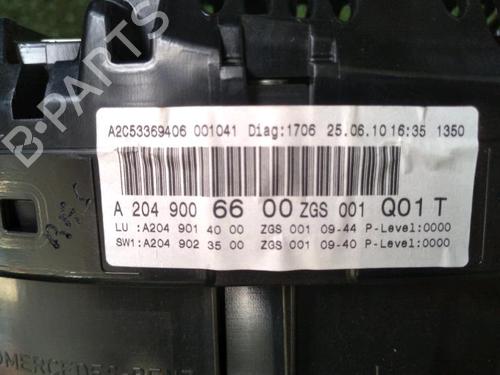 A2C53369406 001041 Diag:1706 25.06.10 16:35 1350
A 204 900 66 00 ZGS 001 Q01 T
LU :A204 901 40 00 ZGS 001 09-44 P-Level:0000
SW1:A204 902 35 00 ZGS 001 09-40 P-Level:0000
B-PARTS
MERCEDES-BENZ